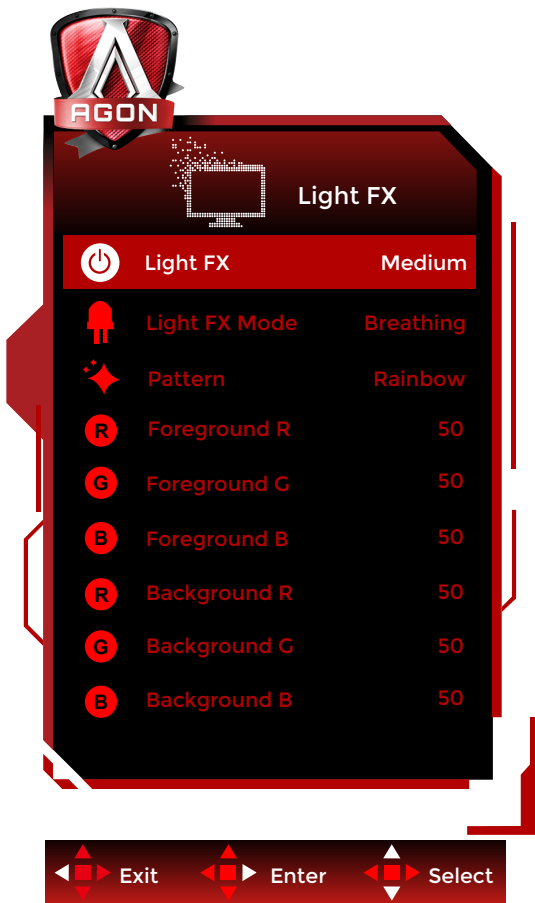 AGON
Light FX
Light FX Medium
Light FX Mode Breathing
Pattern Rainbow
R Foreground R 50
G Foreground G 50
B Foreground B 50
R Background R 50
G Background G 50
B Background B 50
Exit Enter Select